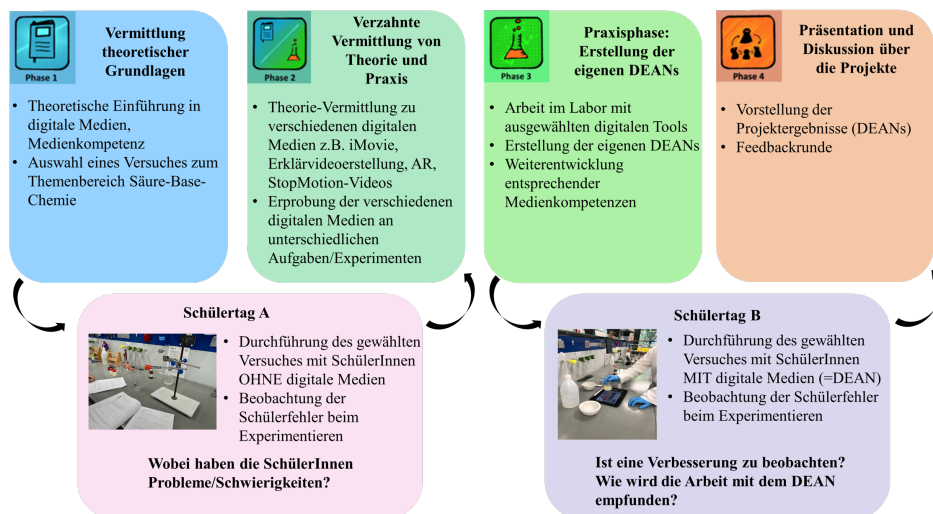 Phase 1
Vermittlung
theoretischer
Grundlagen
• Theoretische Einführung in
digitale Medien,
Medienkompetenz
• Auswahl eines Versuches zum
Themenbereich Säure-Base-
Chemie
Phase 2
Verzahnte
Vermittlung von
Theorie und
Praxis
• Theorie-Vermittlung zu
verschiedenen digitalen
Medien z.B. iMovie,
Erklärvideoerstellung, AR,
StopMotion-Videos
• Erprobung der verschiedenen
digitalen Medien an
unterschiedlichen
Aufgaben/Experimenten
Phase 3
Praxisphase:
Erstellung der
eigenen DEANs
• Arbeit im Labor mit
ausgewählten digitalen Tools
• Erstellung der eigenen DEANs
• Weiterentwicklung
entsprechender
Medienkompetenzen
Phase 4
Präsentation und
Diskussion über
die Projekte
• Vorstellung der
Projektergebnisse (DEANs)
• Feedbackrunde
Schülertag A
• Durchführung des gewählten
Versuches mit SchülerInnen
OHNE digitale Medien
• Beobachtung der
Schülerfehler beim
Experimentieren
Wobei haben die SchülerInnen
Probleme/Schwierigkeiten?
Schülertag B
• Durchführung des gewählten
Versuches mit SchülerInnen
MIT digitale Medien (=DEAN)
• Beobachtung der Schülerfehler
beim Experimentieren
Ist eine Verbesserung zu beobachten?
Wie wird die Arbeit mit dem DEAN
empfunden?